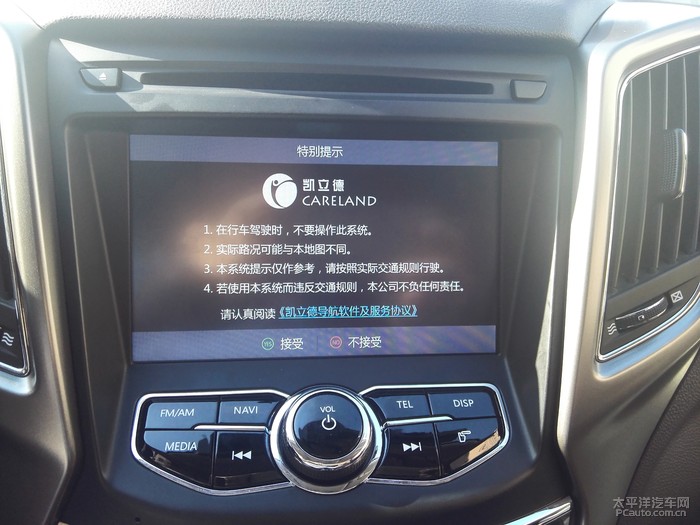 特别提示
凯立德
CARELAND
1. 在行车驾驶时，不要操作此系统。
2. 实际路况可能与本地图不同。
3. 本系统提示仅作参考，请按照实际交通规则行驶。
4. 若使用本系统而违反交通规则，本公司不负任何责任。
请认真阅读《凯立德导航软件及服务协议》
YES 接受 NO 不接受
FM/AM NAVI VOL TEL DISP
MEDIA
太平洋汽车网
PCauto.com.cn